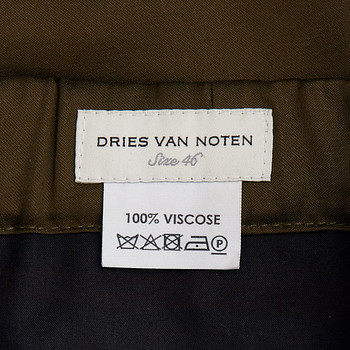 DRIES VAN NOTEN
Size 46
100% VISCOSE
P